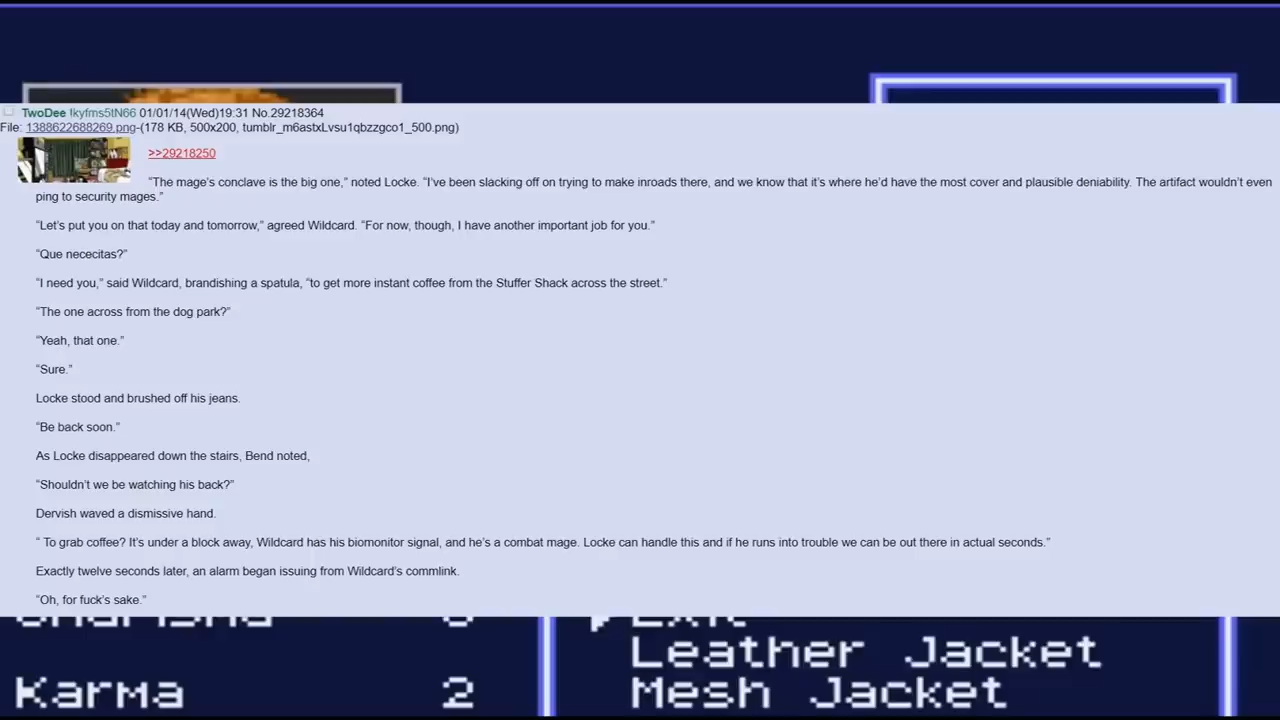 TwoDee !kyfms5tN66 01/01/14(Wed)19:31 No.29218364
File: 1388622688269.png-(178 KB, 500x200, tumblr_m6astxLvsu1qbzzgco1_500.png)
>>29218250
“The mage’s conclave is the big one,” noted Locke. “I’ve been slacking off on trying to make inroads there, and we know that it’s where he’d have the most cover and plausible deniability. The artifact wouldn’t even
ping to security mages.”
“Let’s put you on that today and tomorrow,” agreed Wildcard. “For now, though, I have another important job for you.”
“Que nececitas?”
“I need you,” said Wildcard, brandishing a spatula, “to get more instant coffee from the Stuffer Shack across the street.”
“The one across from the dog park?”
“Yeah, that one.”
“Sure.”
Locke stood and brushed off his jeans.
“Be back soon.”
As Locke disappeared down the stairs, Bend noted,
“Shouldn’t we be watching his back?”
Dervish waved a dismissive hand.
“ To grab coffee? It’s under a block away, Wildcard has his biomonitor signal, and he’s a combat mage. Locke can handle this and if he runs into trouble we can be out there in actual seconds.”
Exactly twelve seconds later, an alarm began issuing from Wildcard’s commlink.
“Oh, for fuck’s sake.”
Exit
Leather Jacket
Karma 2
Mesh Jacket